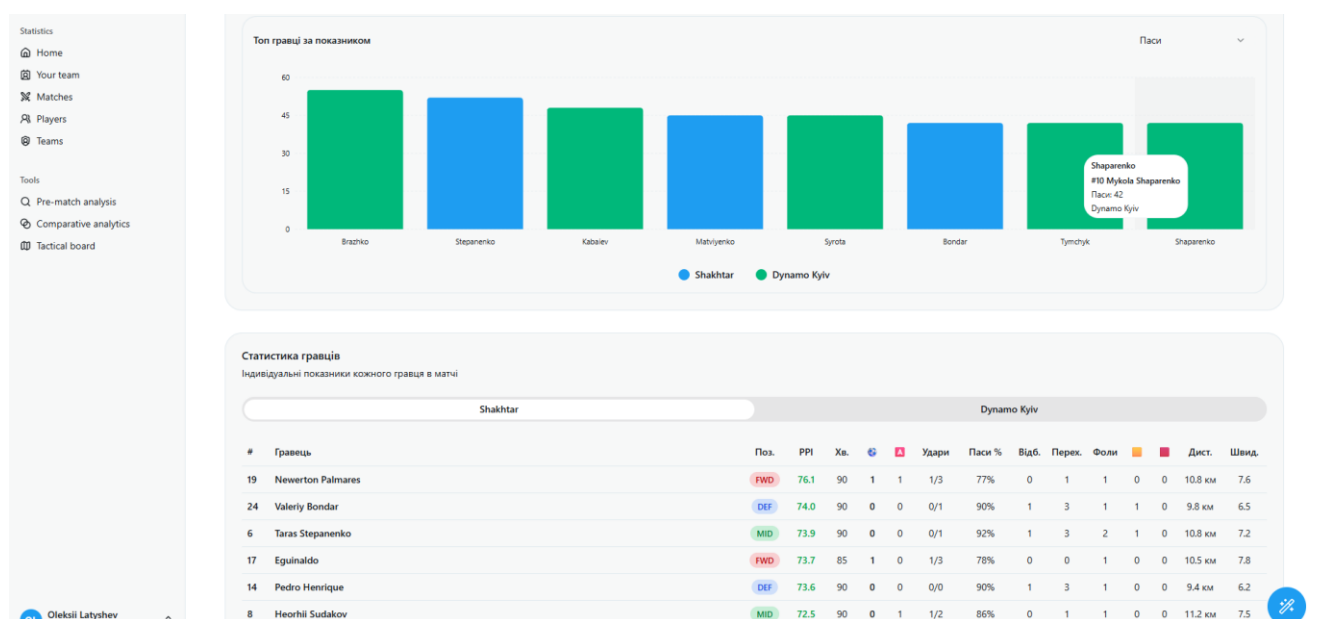 Statistics
Home
Your team
Matches
Players
Teams
Tools
Pre-match analysis
Comparative analytics
Tactical board
Oleksii Latyshev
Топ гравці за показником
Паси
60
45
30
15
0
Brazhko Stepanenko Kabaiev Matviyenko Syrota Bondar Tymchyk Shaparenko
Shaparenko
#10 Mykola Shaparenko
Паси: 42
Dynamo Kyiv
Shakhtar Dynamo Kyiv
Статистика гравців
Індивідуальні показники кожного гравця в матчі
Shakhtar Dynamo Kyiv
# Гравець Поз. PPI Хв. A Удари Паси % Відб. Перех. Фоли Дист. Швид.
19 Newerton Palmares FWD 76.1 90 1 1 1/3 77% 0 1 1 0 0 10.8 км 7.6
24 Valeriy Bondar DEF 74.0 90 0 0 0/1 90% 1 3 1 1 0 9.8 км 6.5
6 Taras Stepanenko MID 73.9 90 0 0 0/1 92% 1 3 2 1 0 10.8 км 7.2
17 Eguinaldo FWD 73.7 85 1 0 1/3 78% 0 0 1 0 0 10.5 км 7.8
14 Pedro Henrique DEF 73.6 90 0 0 0/0 90% 1 3 1 0 0 9.4 км 6.2
8 Heorhii Sudakov MID 72.5 90 0 1 1/2 86% 0 1 1 0 0 11.2 км 7.5